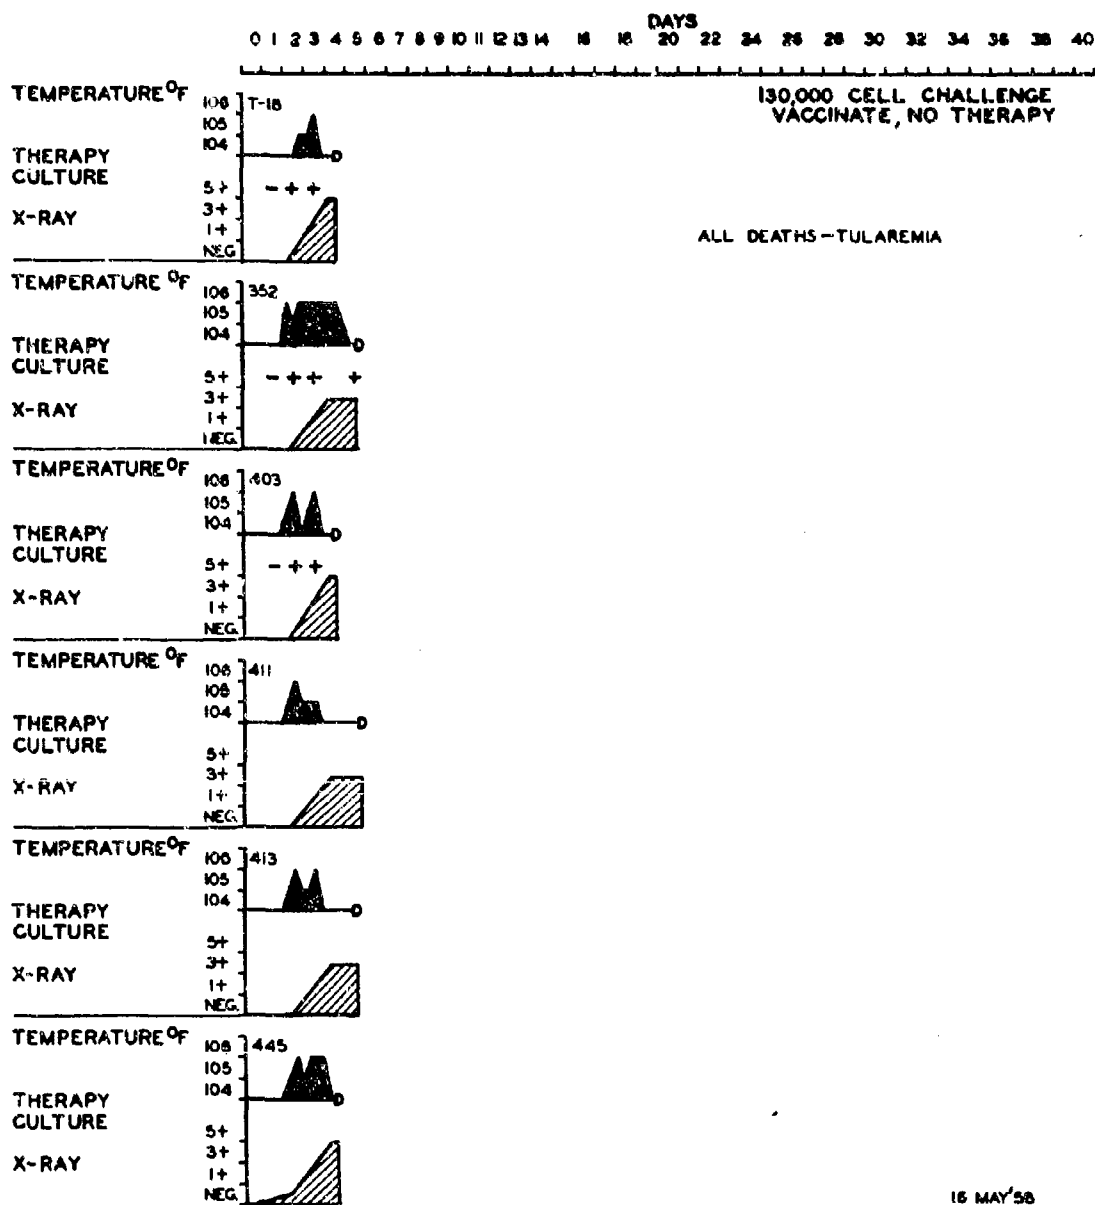 DAYS
0 1 2 3 4 5 6 7 8 9 10 11 12 13 14 16 18 20 22 24 26 28 30 32 34 36 38 40
130,000 CELL CHALLENGE
VACCINATE, NO THERAPY
ALL DEATHS-TULAREMIA
TEMPERATURE °F
106 T-18
105
104
D
THERAPY
CULTURE
5+ - + +
3+
X-RAY
1+
NEG
TEMPERATURE °F
106 352
105
104
D
THERAPY
CULTURE
5+ - + + +
3+
X-RAY
1+
NEG.
TEMPERATURE °F
106 403
105
104
D
THERAPY
CULTURE
5+ - + +
3+
X-RAY
1+
NEG.
TEMPERATURE °F
106 411
105
104
D
THERAPY
CULTURE
5+
3+
X-RAY
1+
NEG.
TEMPERATURE °F
106 413
105
104
D
THERAPY
CULTURE
5+
3+
X-RAY
1+
NEG.
TEMPERATURE °F
106 445
105
104
D
THERAPY
CULTURE
5+
3+
X-RAY
1+
NEG.
16 MAY '58